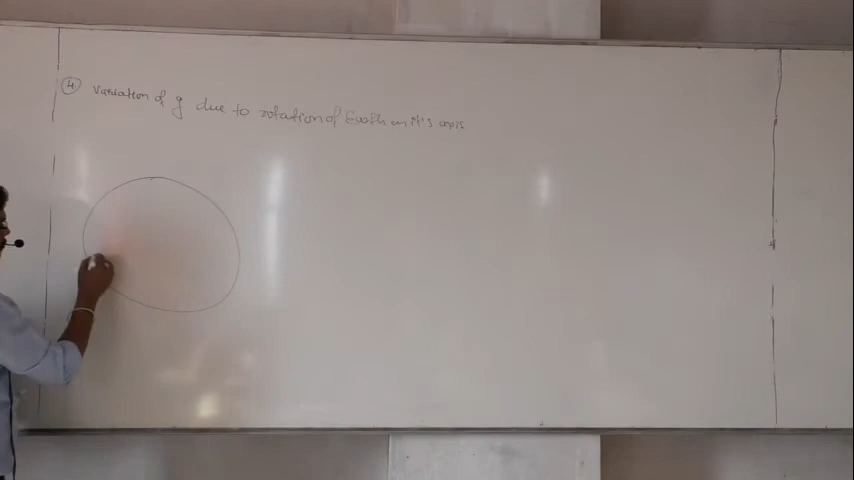 ④ Variation of g due to rotation of Earth on it's axis